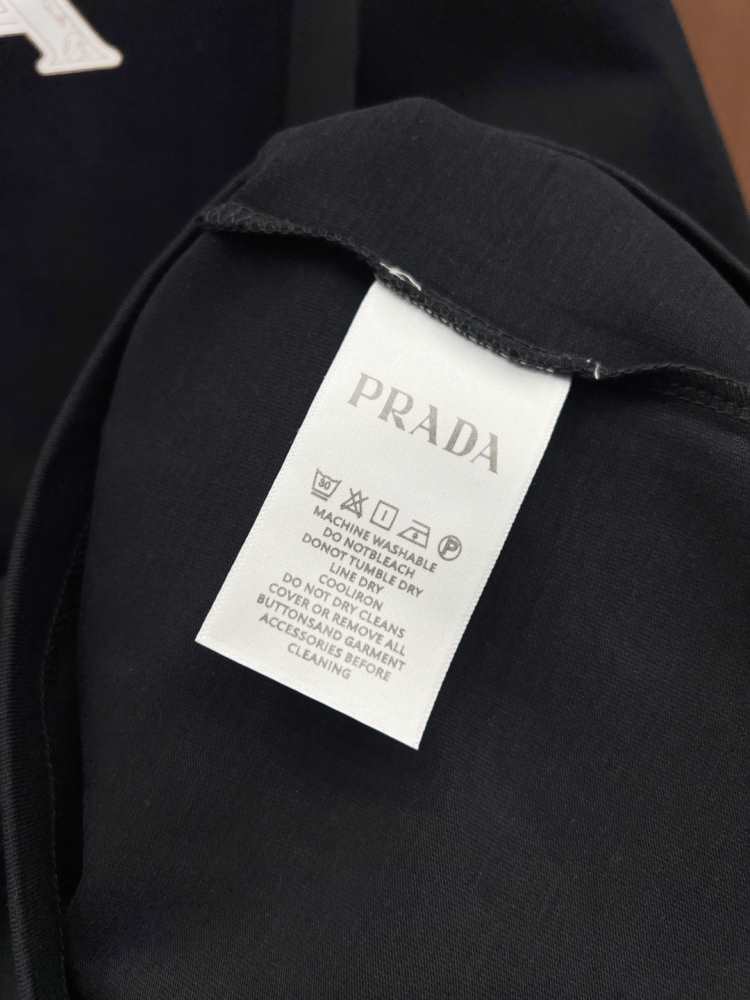 A
PRADA
30
P
MACHINE WASHABLE
DO NOTBLEACH
DONOT TUMBLE DRY
LINE DRY
COOLIRON
DO NOT DRY CLEANS
COVER OR REMOVE ALL
BUTTONSAND GARMENT
ACCESSORIES BEFORE
CLEANING